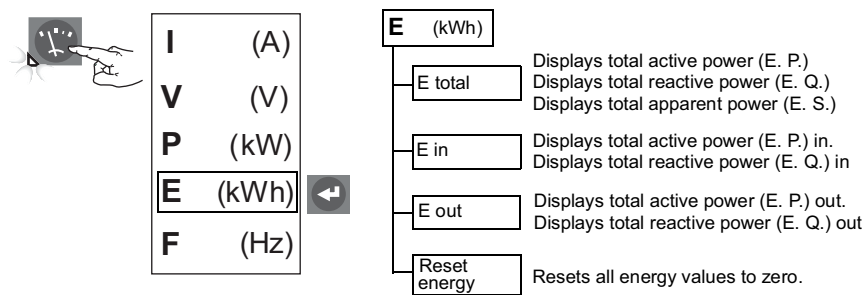 I (A)
V (V)
P (kW)
E (kWh)
F (Hz)
E (kWh)
E total
Displays total active power (E. P.)
Displays total reactive power (E. Q.)
Displays total apparent power (E. S.)
E in
Displays total active power (E. P.) in.
Displays total reactive power (E. Q.) in
E out
Displays total active power (E. P.) out.
Displays total reactive power (E. Q.) out
Reset
energy
Resets all energy values to zero.